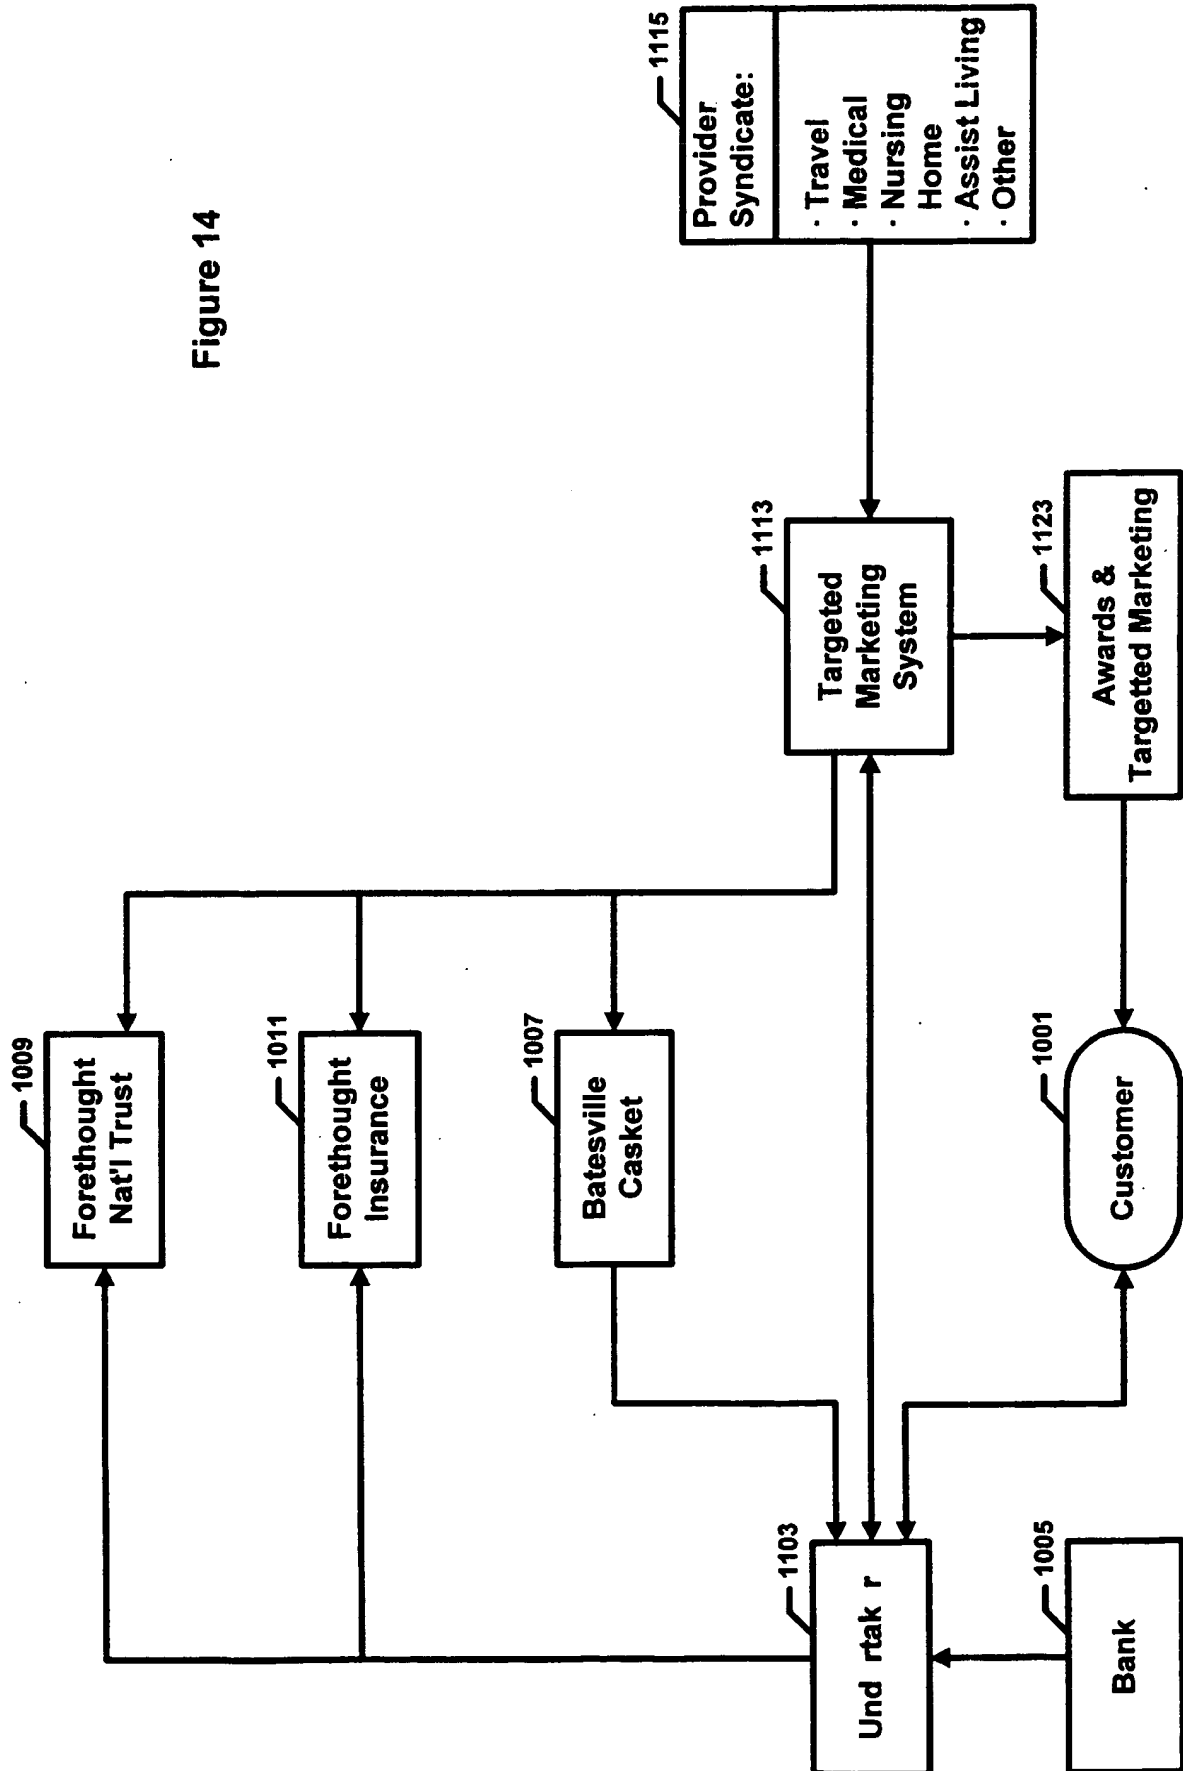 Figure 14
1009
Forethought
Nat'l Trust
1011
Forethought
Insurance
1007
Batesville
Casket
1115
Provider
Syndicate:
· Travel
· Medical
· Nursing
Home
· Assist Living
· Other
1113
Targeted
Marketing
System
1103
Und rtak r
1005
Bank
1001
Customer
1123
Awards &
Targetted Marketing